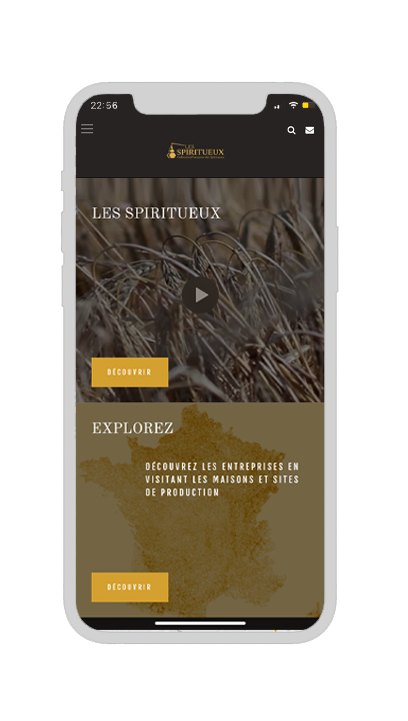 22:56
LES
SPIRITUEUX
LES SPIRITUEUX
DÉCOUVRIR
EXPLOREZ
DÉCOUVREZ LES ENTREPRISES EN
VISITANT LES MAISONS ET SITES
DE PRODUCTION
DÉCOUVRIR